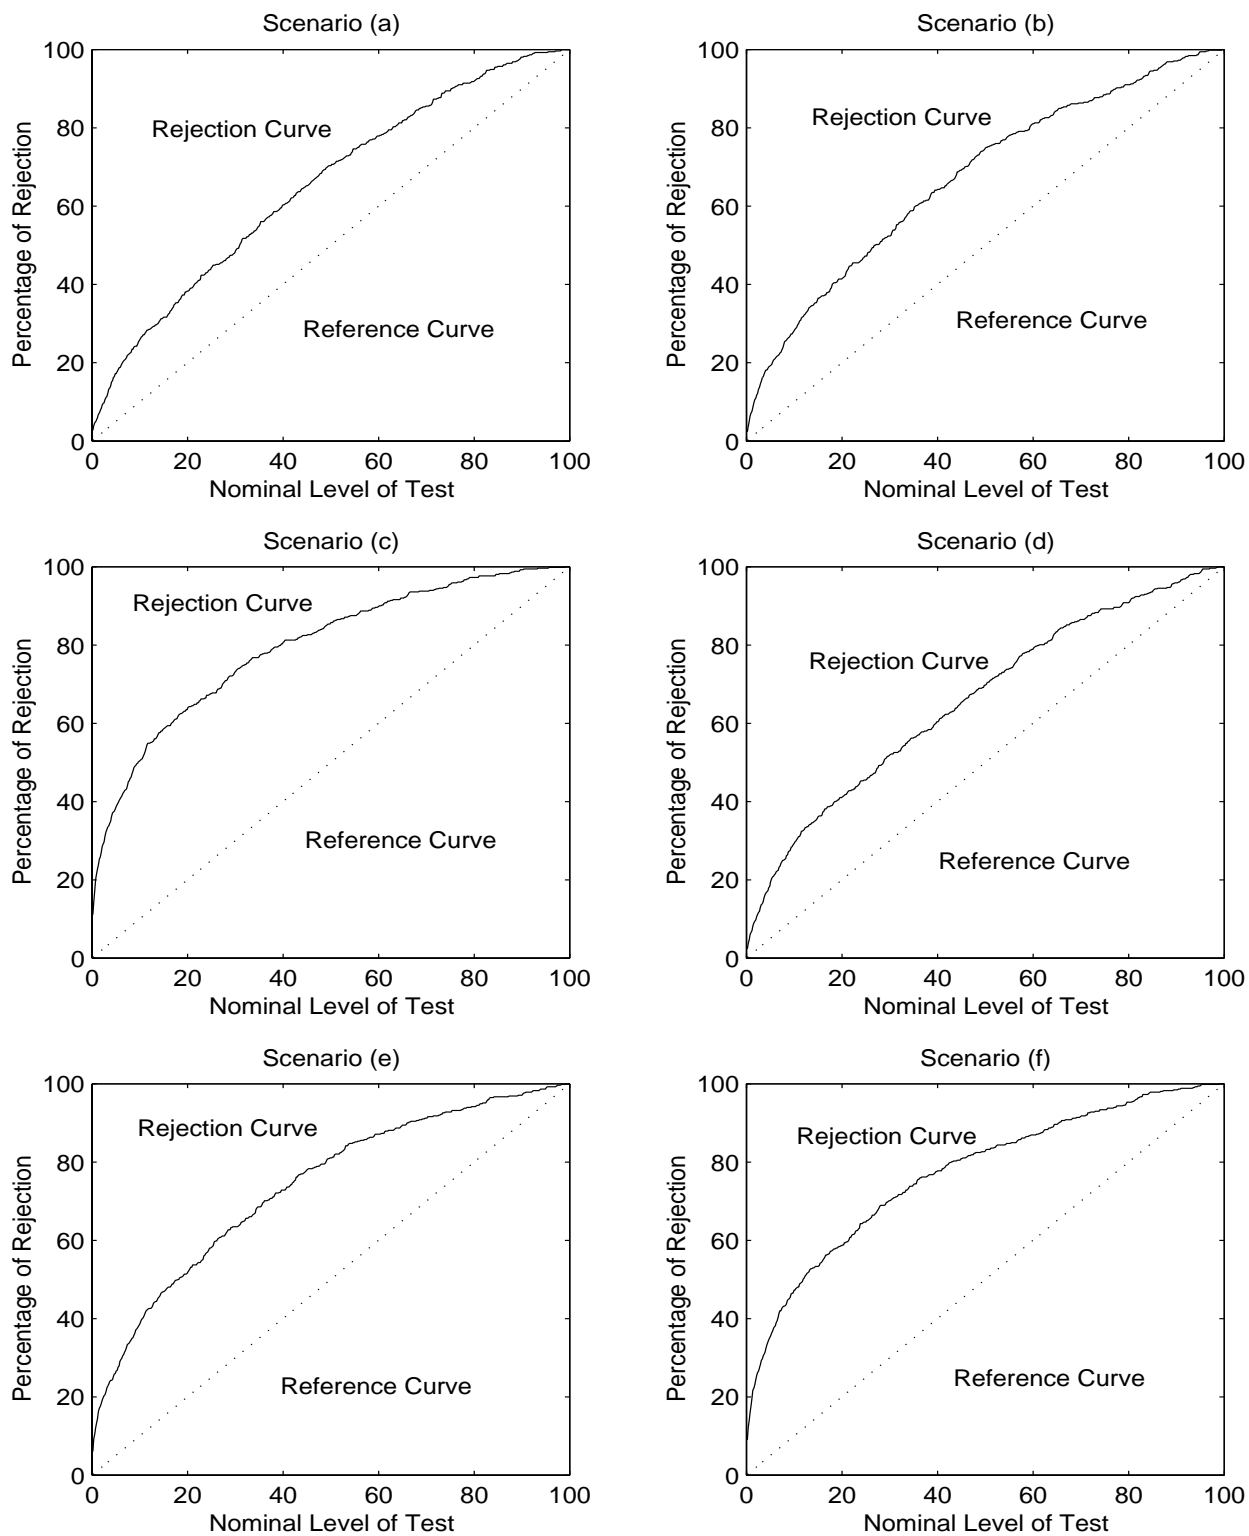 Scenario (a)
100
80
60
40
20
0
Percentage of Rejection
Rejection Curve
Reference Curve
0 20 40 60 80 100
Nominal Level of Test
Scenario (b)
100
80
60
40
20
0
Percentage of Rejection
Rejection Curve
Reference Curve
0 20 40 60 80 100
Nominal Level of Test
Scenario (c)
100
80
60
40
20
0
Percentage of Rejection
Rejection Curve
Reference Curve
0 20 40 60 80 100
Nominal Level of Test
Scenario (d)
100
80
60
40
20
0
Percentage of Rejection
Rejection Curve
Reference Curve
0 20 40 60 80 100
Nominal Level of Test
Scenario (e)
100
80
60
40
20
0
Percentage of Rejection
Rejection Curve
Reference Curve
0 20 40 60 80 100
Nominal Level of Test
Scenario (f)
100
80
60
40
20
0
Percentage of Rejection
Rejection Curve
Reference Curve
0 20 40 60 80 100
Nominal Level of Test